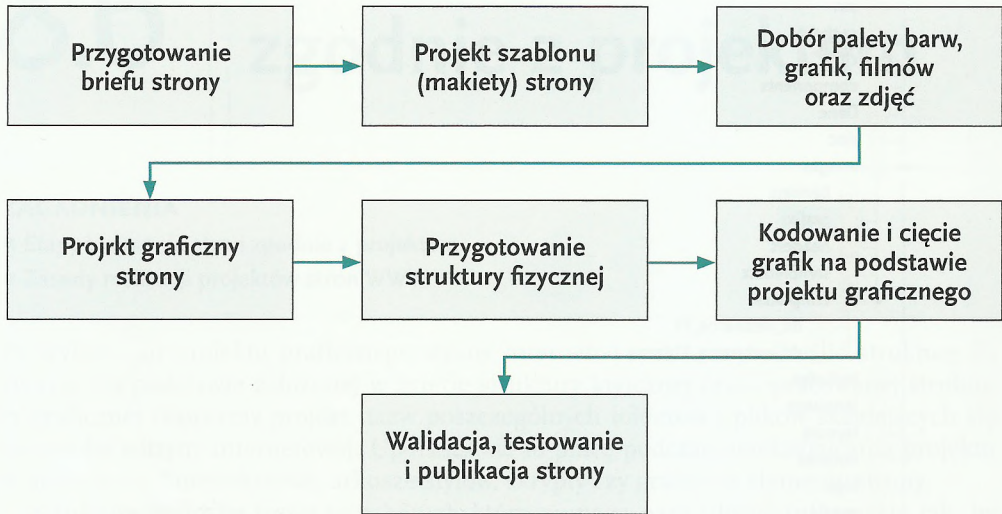 Przygotowanie
briefu strony
Projekt szablonu
(makiety) strony
Dobór palety barw,
grafik, filmów
oraz zdjęć
Projrkt graficzny
strony
Przygotowanie
struktury fizycznej
Kodowanie i cięcie
grafik na podstawie
projektu graficznego
Walidacja, testowanie
i publikacja strony